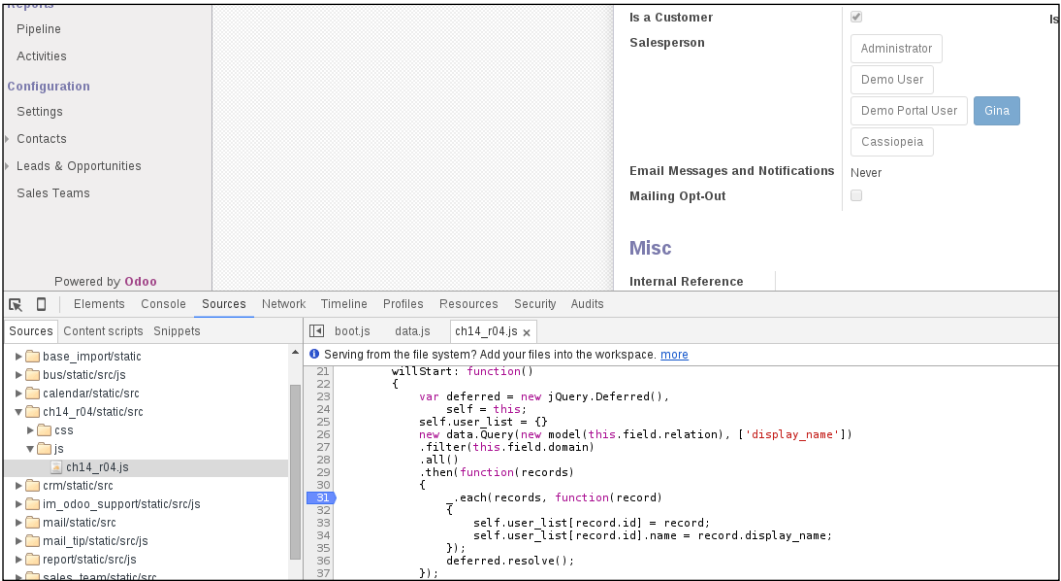 Reports
Pipeline
Activities
Configuration
Settings
Contacts
Leads & Opportunities
Sales Teams
Powered by Odoo
Is a Customer
Is
Salesperson
Administrator
Demo User
Demo Portal User Gina
Cassiopeia
Email Messages and Notifications Never
Mailing Opt-Out
Misc
Internal Reference
Elements Console Sources Network Timeline Profiles Resources Security Audits
Sources Content scripts Snippets
base_import/static
bus/static/src/js
calendar/static/src
ch14_r04/static/src
css
js
ch14_r04.js
crm/static/src
im_odoo_support/static/src/js
mail/static/src
mail_tip/static/src/js
report/static/src/js
sales_team/static/src
boot.js data.js ch14_r04.js ×
Serving from the file system? Add your files into the workspace. more
21 willStart: function()
22 {
23 var deferred = new jQuery.Deferred(),
24 self = this;
25 self.user_list = {}
26 new data.Query(new model(this.field.relation), ['display_name'])
27 .filter(this.field.domain)
28 .all()
29 .then(function(records)
30 {
31 _.each(records, function(record)
32 {
33 self.user_list[record.id] = record;
34 self.user_list[record.id].name = record.display_name;
35 });
36 deferred.resolve();
37 });